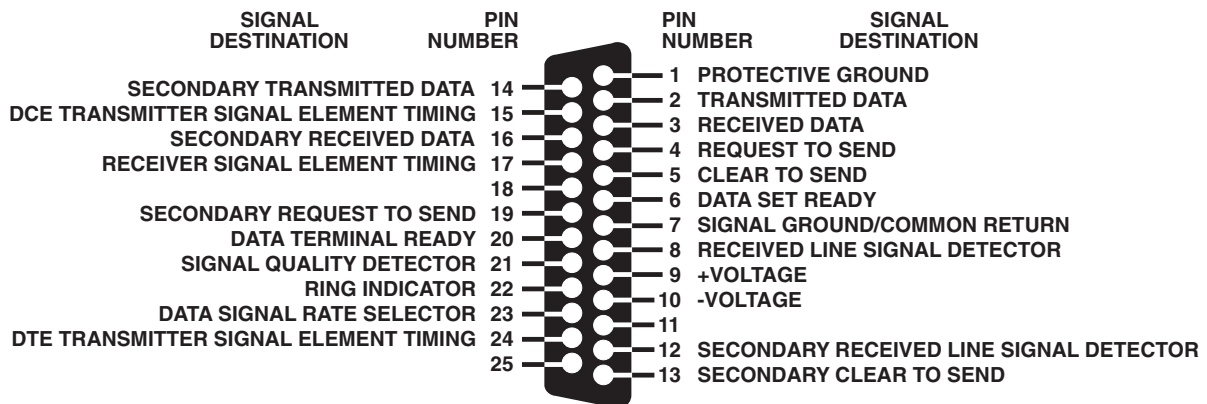 SIGNAL DESTINATION
PIN NUMBER
SECONDARY TRANSMITTED DATA 14
DCE TRANSMITTER SIGNAL ELEMENT TIMING 15
SECONDARY RECEIVED DATA 16
RECEIVER SIGNAL ELEMENT TIMING 17
18
SECONDARY REQUEST TO SEND 19
DATA TERMINAL READY 20
SIGNAL QUALITY DETECTOR 21
RING INDICATOR 22
DATA SIGNAL RATE SELECTOR 23
DTE TRANSMITTER SIGNAL ELEMENT TIMING 24
25
PIN NUMBER
SIGNAL DESTINATION
1 PROTECTIVE GROUND
2 TRANSMITTED DATA
3 RECEIVED DATA
4 REQUEST TO SEND
5 CLEAR TO SEND
6 DATA SET READY
7 SIGNAL GROUND/COMMON RETURN
8 RECEIVED LINE SIGNAL DETECTOR
9 +VOLTAGE
10 -VOLTAGE
11
12 SECONDARY RECEIVED LINE SIGNAL DETECTOR
13 SECONDARY CLEAR TO SEND